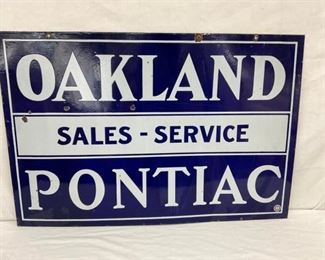 OAKLAND
SALES - SERVICE
PONTIAC